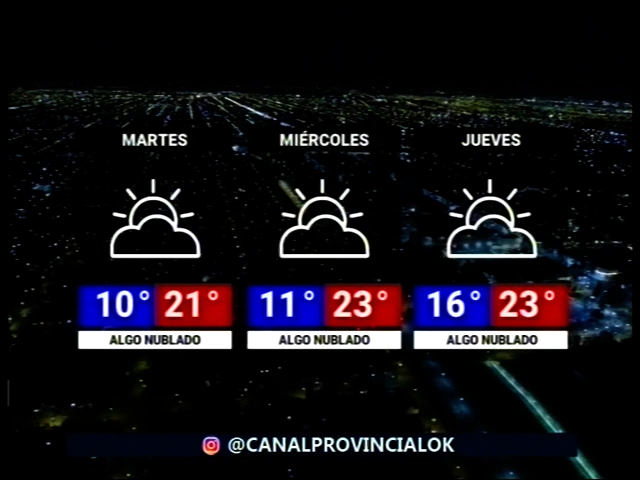 MARTES MIÉRCOLES JUEVES
10° 21° 11° 23° 16° 23°
ALGO NUBLADO ALGO NUBLADO ALGO NUBLADO
@CANALPROVINCIALOK